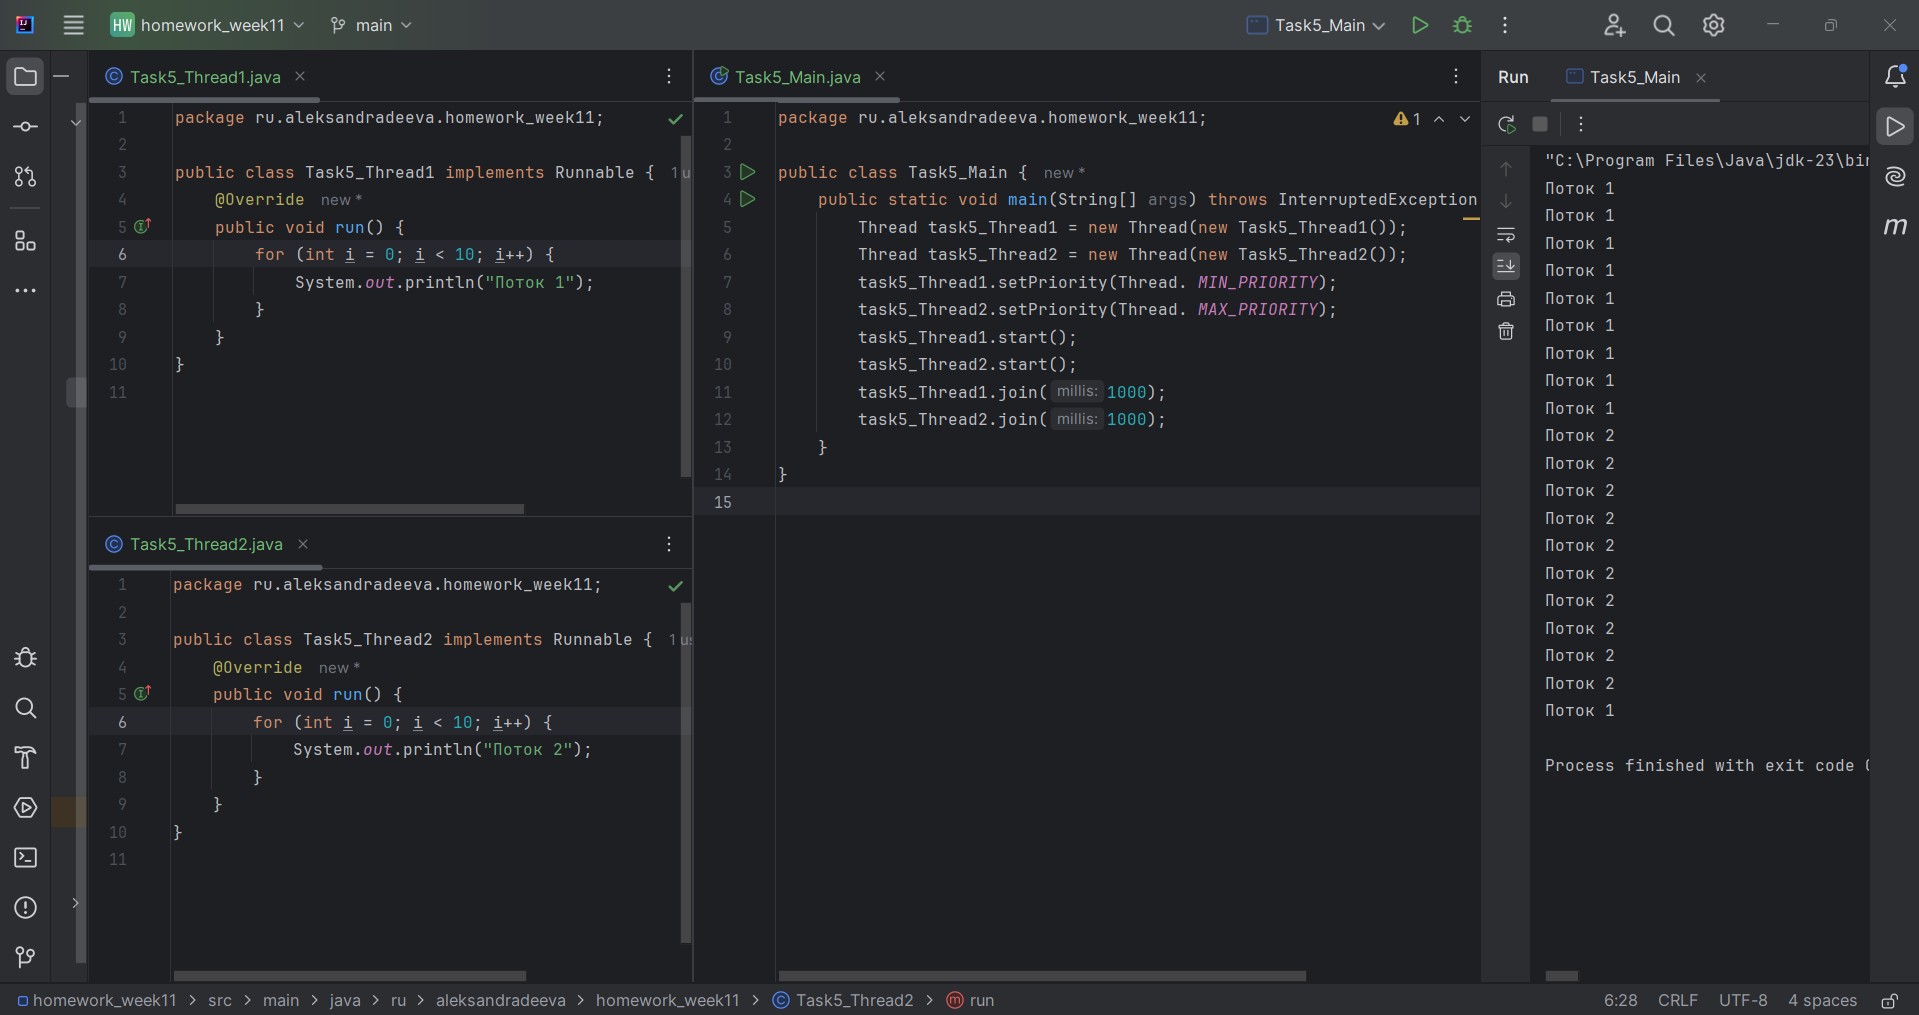 HW homework_week11 main Task5_Main
Task5_Thread1.java
1 package ru.aleksandradeeva.homework_week11;
2
3 public class Task5_Thread1 implements Runnable { 1 u
4 @Override new *
5 public void run() {
6 for (int i = 0; i < 10; i++) {
7 System.out.println("Поток 1");
8 }
9 }
10 }
11
Task5_Thread2.java
1 package ru.aleksandradeeva.homework_week11;
2
3 public class Task5_Thread2 implements Runnable { 1 us
4 @Override new *
5 public void run() {
6 for (int i = 0; i < 10; i++) {
7 System.out.println("Поток 2");
8 }
9 }
10 }
11
Task5_Main.java
1 package ru.aleksandradeeva.homework_week11; 1
2
3 public class Task5_Main { new *
4 public static void main(String[] args) throws InterruptedException
5 Thread task5_Thread1 = new Thread(new Task5_Thread1());
6 Thread task5_Thread2 = new Thread(new Task5_Thread2());
7 task5_Thread1.setPriority(Thread. MIN_PRIORITY);
8 task5_Thread2.setPriority(Thread. MAX_PRIORITY);
9 task5_Thread1.start();
10 task5_Thread2.start();
11 task5_Thread1.join( millis: 1000);
12 task5_Thread2.join( millis: 1000);
13 }
14 }
15
Run Task5_Main
"C:\Program Files\Java\jdk-23\bin
Поток 1
Поток 1
Поток 1
Поток 1
Поток 1
Поток 1
Поток 1
Поток 1
Поток 1
Поток 2
Поток 2
Поток 2
Поток 2
Поток 2
Поток 2
Поток 2
Поток 2
Поток 2
Поток 2
Поток 1
Process finished with exit code 0
homework_week11 > src > main > java > ru > aleksandradeeva > homework_week11 > Task5_Thread2 > run
6:28 CRLF UTF-8 4 spaces